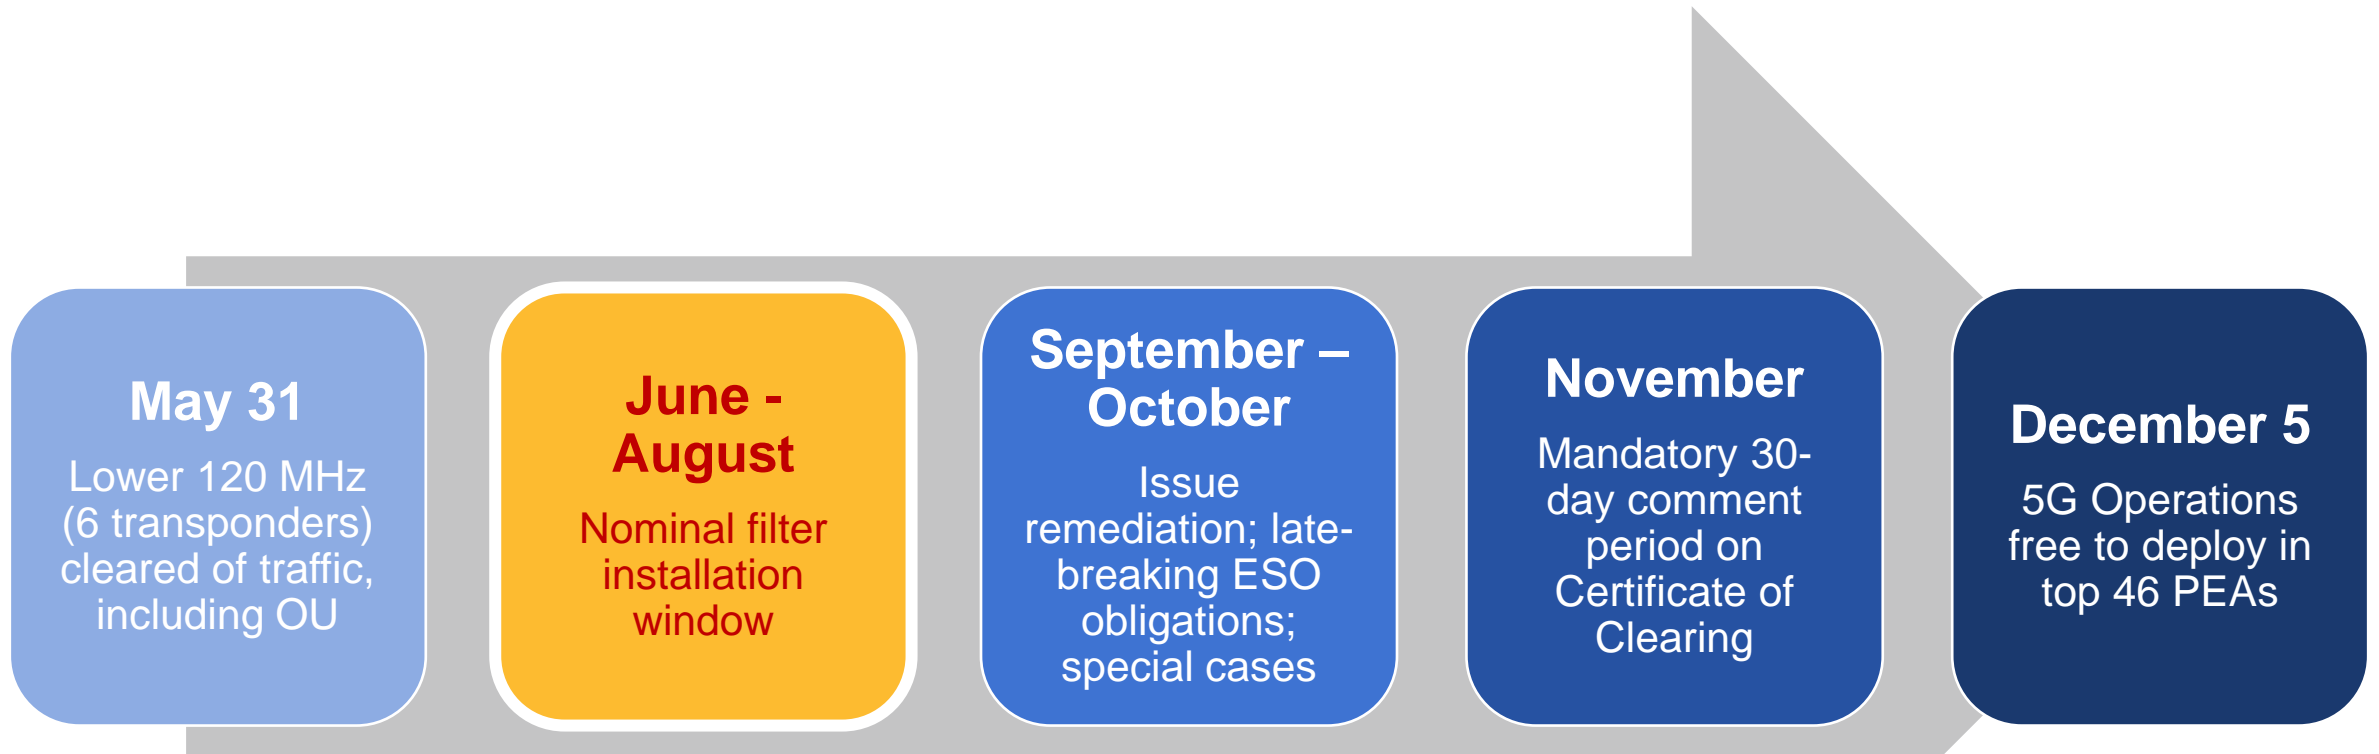 May 31
Lower 120 MHz
(6 transponders)
cleared of traffic,
including OU
June -
August
Nominal filter
installation
window
September –
October
Issue
remediation; late-
breaking ESO
obligations;
special cases
November
Mandatory 30-
day comment
period on
Certificate of
Clearing
December 5
5G Operations
free to deploy in
top 46 PEAs